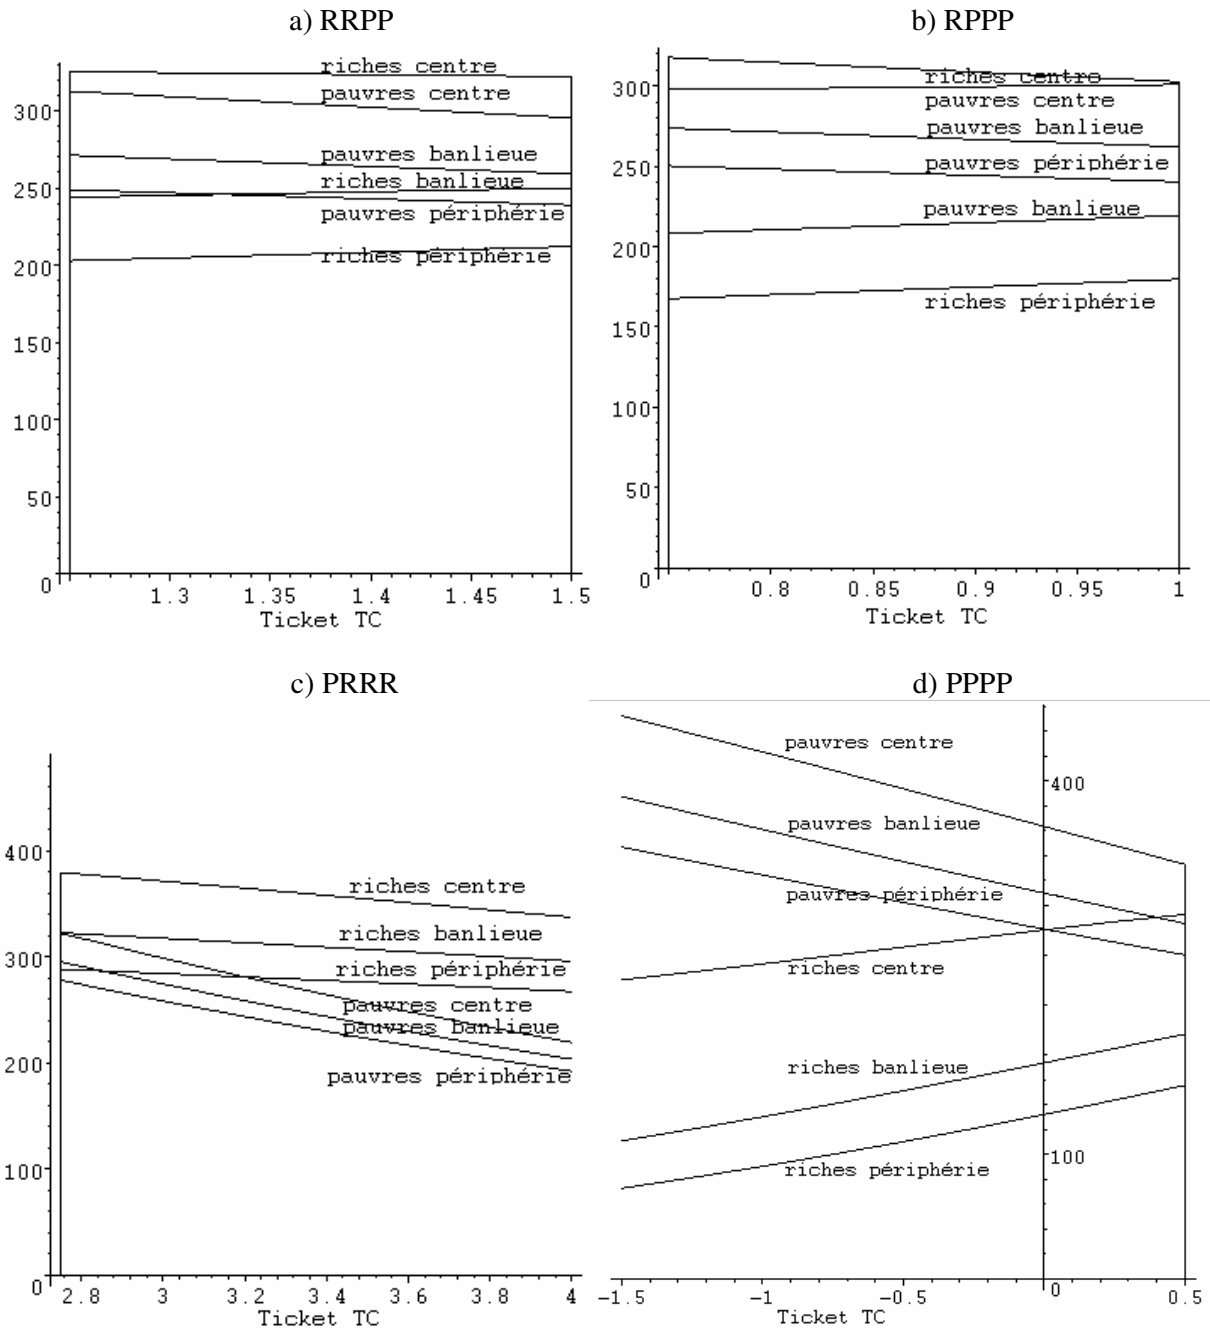 a) RRPP
riches centre
pauvres centre
pauvres banlieue
riches banlieue
pauvres périphérie
riches périphérie
300
250
200
150
100
50
0
1.3 1.35 1.4 1.45 1.5
Ticket TC
b) RPPP
riches centre
pauvres centre
pauvres banlieue
pauvres périphérie
pauvres banlieue
riches périphérie
300
250
200
150
100
50
0
0.8 0.85 0.9 0.95 1
Ticket TC
c) PRRR
riches centre
riches banlieue
riches périphérie
pauvres centre
pauvres banlieue
pauvres périphérie
400
300
200
100
0
2.8 3 3.2 3.4 3.6 3.8 4
Ticket TC
d) PPPP
pauvres centre
400
pauvres banlieue
pauvres périphérie
riches centre
riches banlieue
100
riches périphérie
0
-1.5 -1 -0.5 0.5
Ticket TC